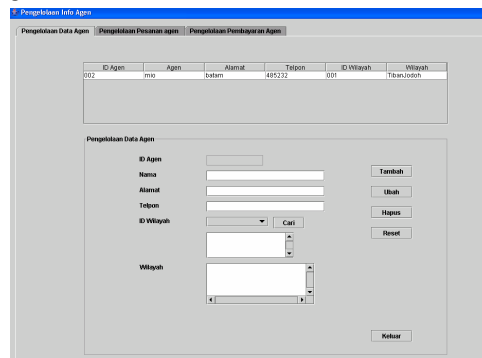 Pengelolaan Info Agen
Pengelolaan Data Agen Pengelolaan Pesanan agen Pengelolaan Pembayaran Agen
ID Agen Agen Alamat Telpon ID Wilayah Wilayah
002 mio batam 485232 001 TibanJodoh
Pengelolaan Data Agen
ID Agen
Nama
Alamat
Telpon
ID Wilayah Cari
Wilayah
Tambah
Ubah
Hapus
Reset
Keluar